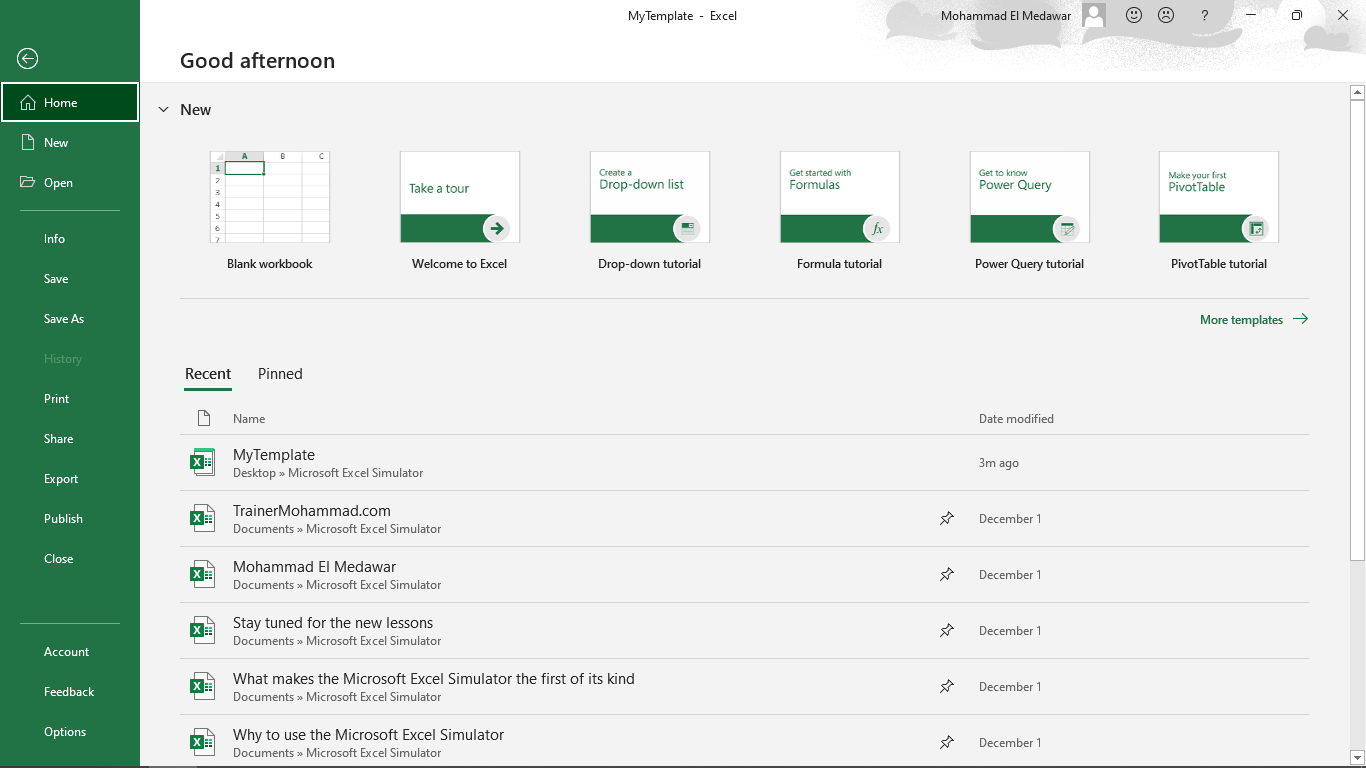 MyTemplate - Excel
Mohammad El Medawar
?
Good afternoon
Home
New
Open
Info
Save
Save As
History
Print
Share
Export
Publish
Close
Account
Feedback
Options
New
A B C
1
2
3
4
5
6
7
Blank workbook
Take a tour
Welcome to Excel
Create a
Drop-down list
Drop-down tutorial
Get started with
Formulas
fx
Formula tutorial
Get to know
Power Query
Power Query tutorial
Make your first
PivotTable
PivotTable tutorial
More templates
Recent Pinned
Name Date modified
MyTemplate
Desktop » Microsoft Excel Simulator
3m ago
TrainerMohammad.com
Documents » Microsoft Excel Simulator
December 1
Mohammad El Medawar
Documents » Microsoft Excel Simulator
December 1
Stay tuned for the new lessons
Documents » Microsoft Excel Simulator
December 1
What makes the Microsoft Excel Simulator the first of its kind
Documents » Microsoft Excel Simulator
December 1
Why to use the Microsoft Excel Simulator
Documents » Microsoft Excel Simulator
December 1